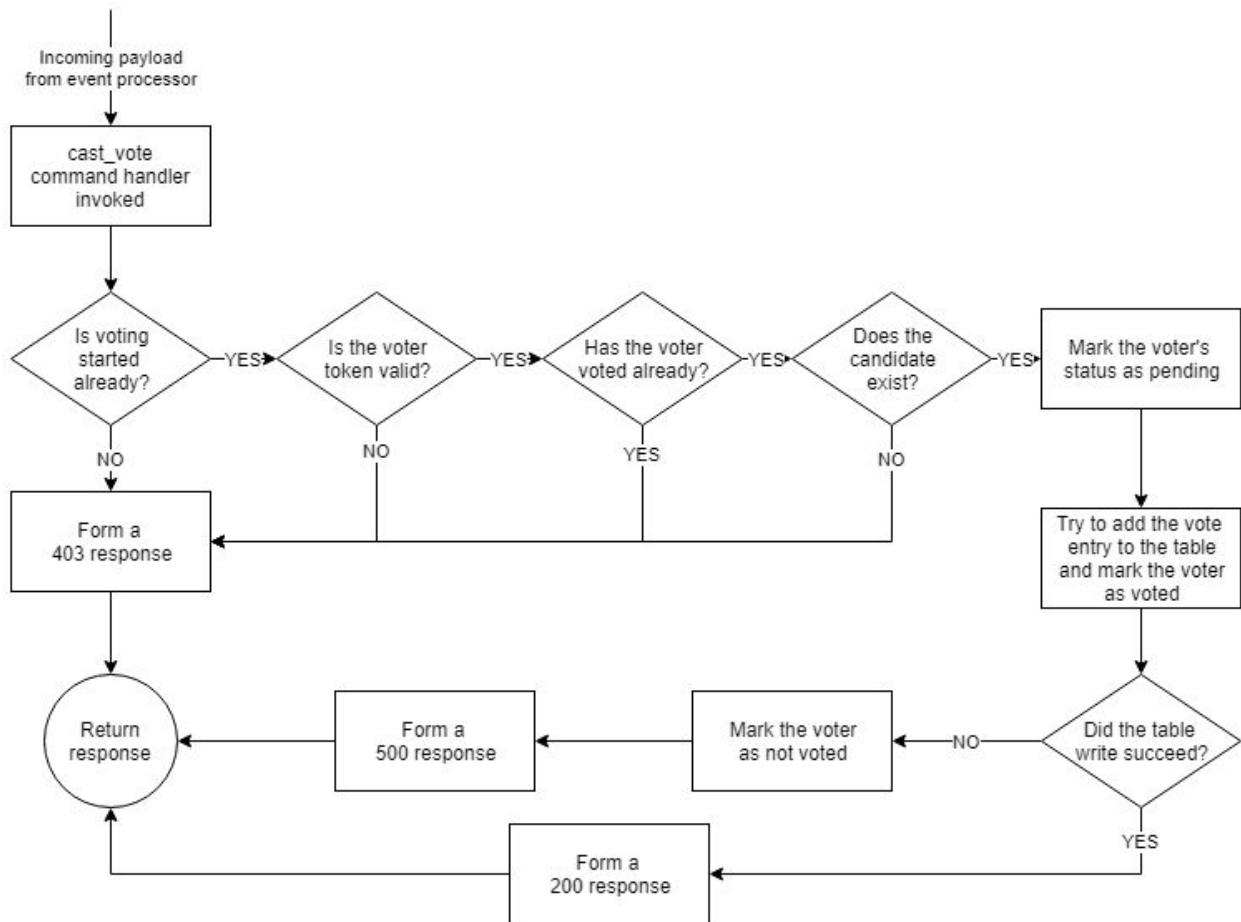 Incoming payload
from event processor
cast_vote
command handler
invoked
Is voting
started
already?
YES
Is the voter
token valid?
YES
Has the voter
voted already?
YES
Does the
candidate
exist?
YES
Mark the voter's
status as pending
NO
NO
YES
NO
Form a
403 response
Try to add the vote
entry to the table
and mark the voter
as voted
Return
response
Form a
500 response
Mark the voter
as not voted
NO
Did the table
write succeed?
YES
Form a
200 response